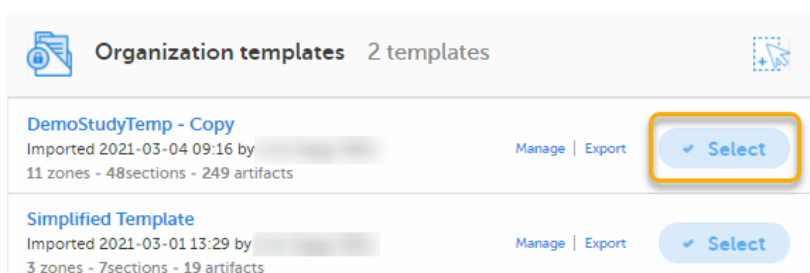 Organization templates 2 templates
DemoStudyTemp - Copy
Imported 2021-03-04 09:16 by
11 zones - 48sections - 249 artifacts
Manage | Export
Select
Simplified Template
Imported 2021-03-01 13:29 by
3 zones - 7sections - 19 artifacts
Manage | Export
Select